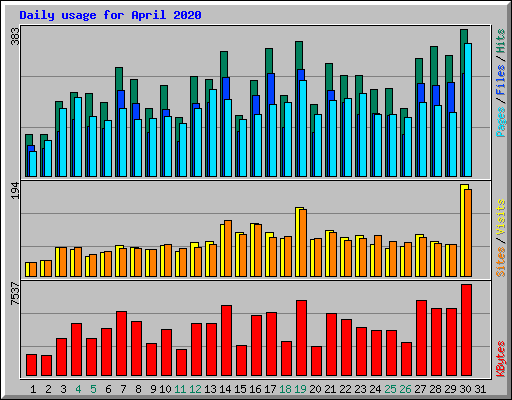 Daily usage for April 2020
383
Pages / Files / Hits
194
Sites / Visits
7537
KBytes
1 2 3 4 5 6 7 8 9 10 11 12 13 14 15 16 17 18 19 20 21 22 23 24 25 26 27 28 29 30 31